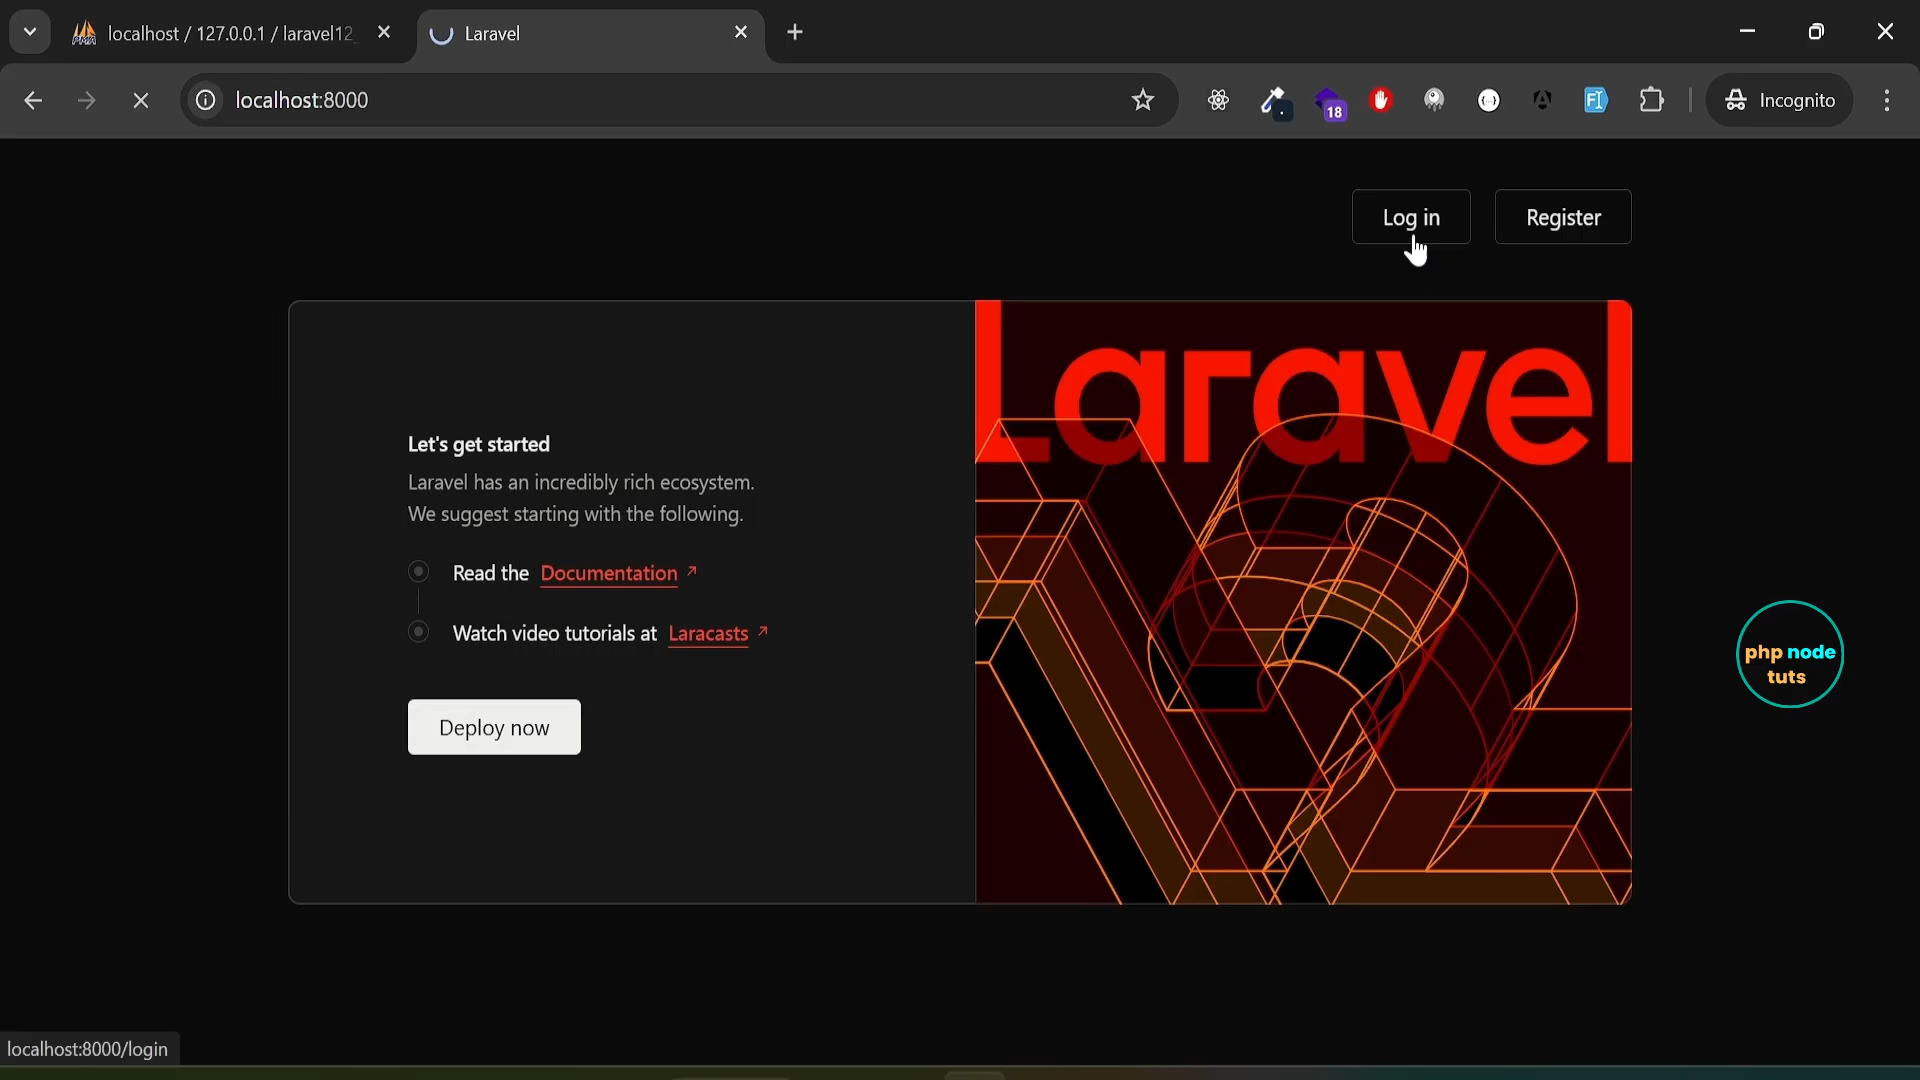 localhost / 127.0.0.1 / laravel12_
Laravel
localhost:8000
18
Incognito
Log in
Register
Let's get started
Laravel has an incredibly rich ecosystem.
We suggest starting with the following.
Read the Documentation
Watch video tutorials at Laracasts
Deploy now
Laravel
php node
tuts
localhost:8000/login